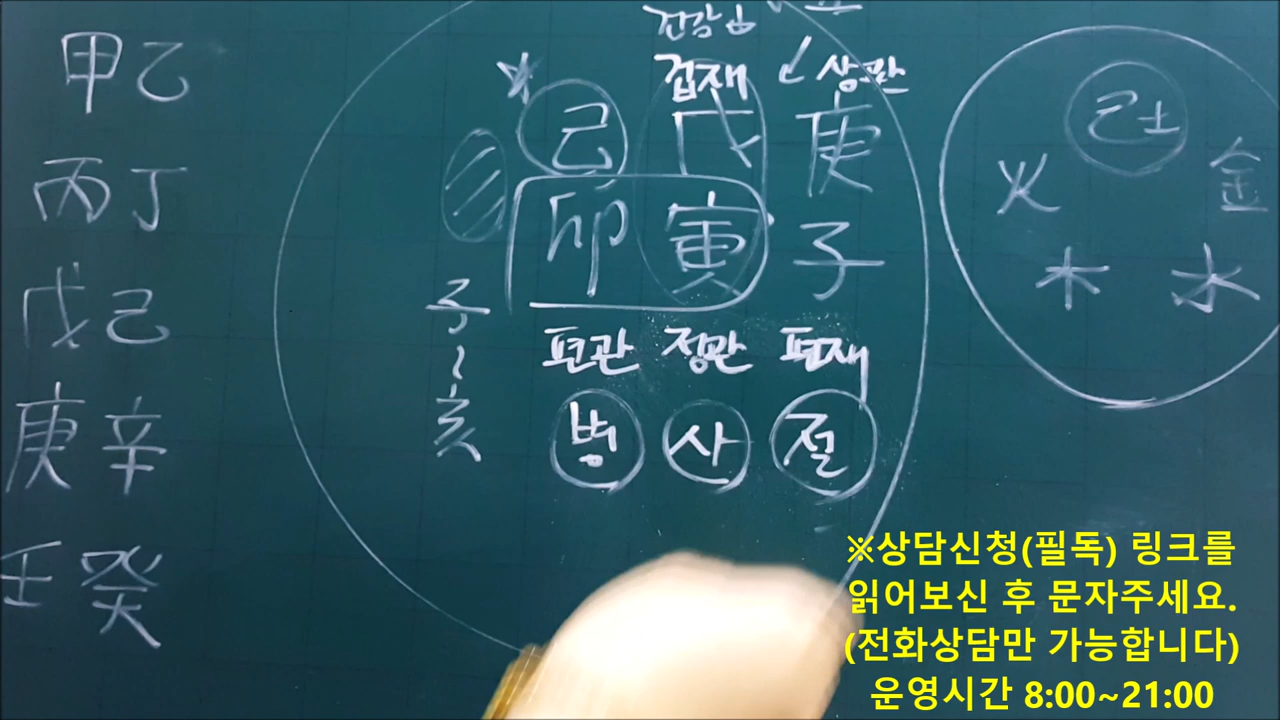 甲乙
丙丁
戊己
庚辛
壬癸
건강
겁재 상관
己 戊 庚
卯 寅 子
편관 정관 편재
병 사 절
子~亥
己土
火 金
木 水
※상담신청(필독) 링크를
읽어보신 후 문자주세요.
(전화상담만 가능합니다)
운영시간 8:00~21:00